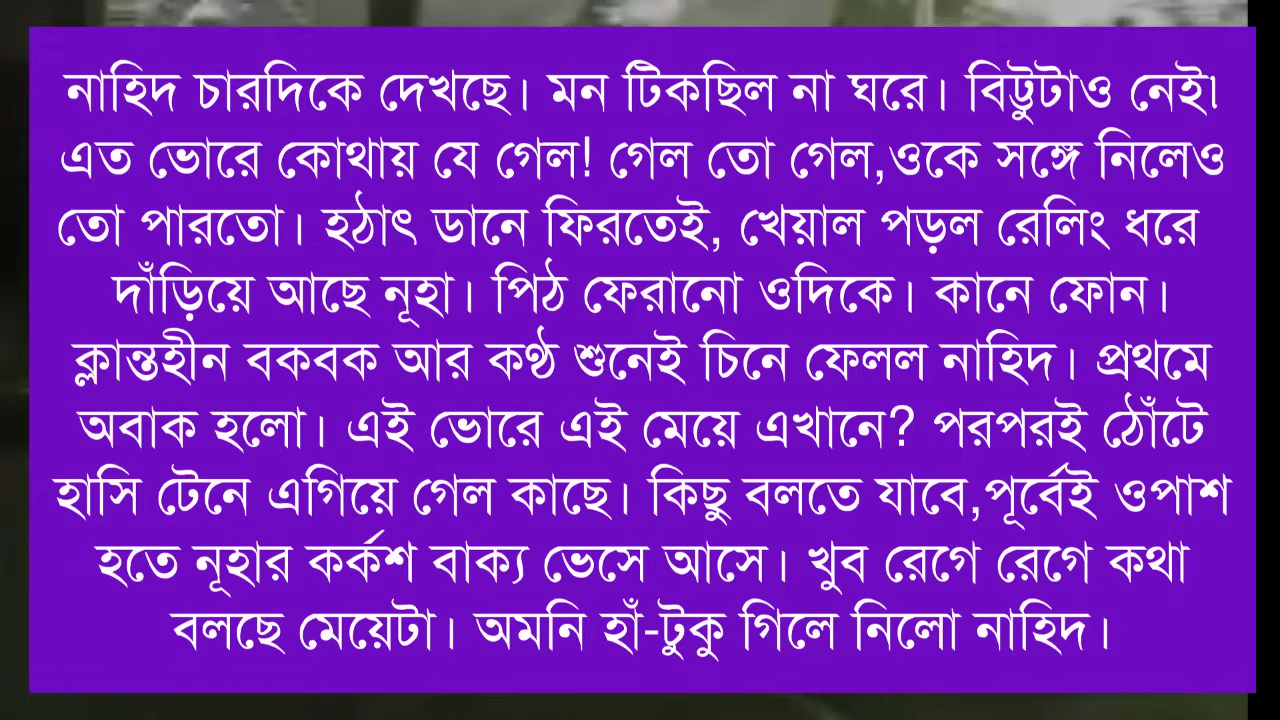 নাহিদ চারদিকে দেখছে। মন টিকছিল না ঘরে। বিট্টুটাও নেই৷
এত ভোরে কোথায় যে গেল! গেল তো গেল,ওকে সঙ্গে নিলেও
তো পারতো। হঠাৎ ডানে ফিরতেই, খেয়াল পড়ল রেলিং ধরে
দাঁড়িয়ে আছে নূহা। পিঠ ফেরানো ওদিকে। কানে ফোন।
ক্লান্তহীন বকবক আর কণ্ঠ শুনেই চিনে ফেলল নাহিদ। প্রথমে
অবাক হলো। এই ভোরে এই মেয়ে এখানে? পরপরই ঠোঁটে
হাসি টেনে এগিয়ে গেল কাছে। কিছু বলতে যাবে,পূর্বেই ওপাশ
হতে নূহার কর্কশ বাক্য ভেসে আসে। খুব রেগে রেগে কথা
বলছে মেয়েটা। অমনি হাঁ-টুকু গিলে নিলো নাহিদ।